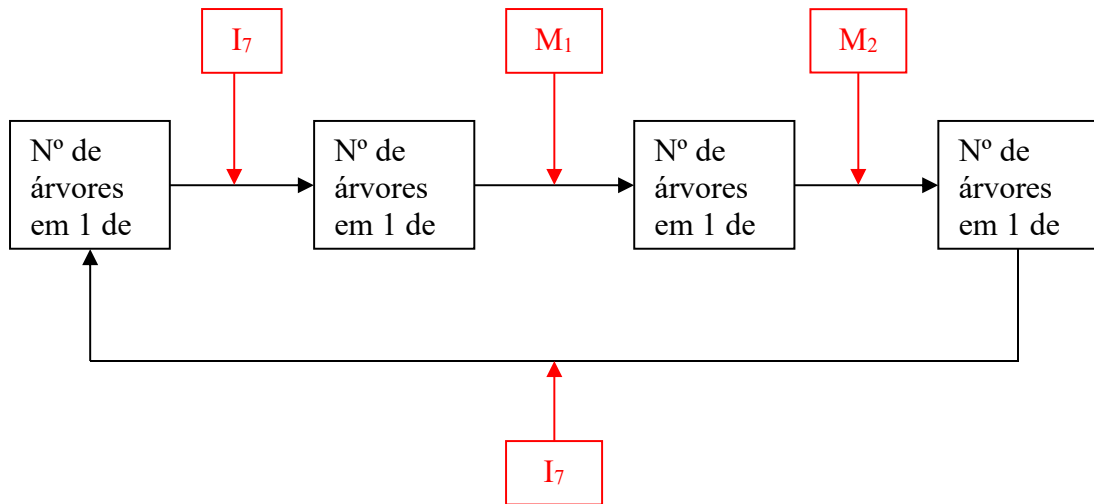 I₇
M₁
M₂
Nº de
árvores
em 1 de
Nº de
árvores
em 1 de
Nº de
árvores
em 1 de
Nº de
árvores
em 1 de
I₇